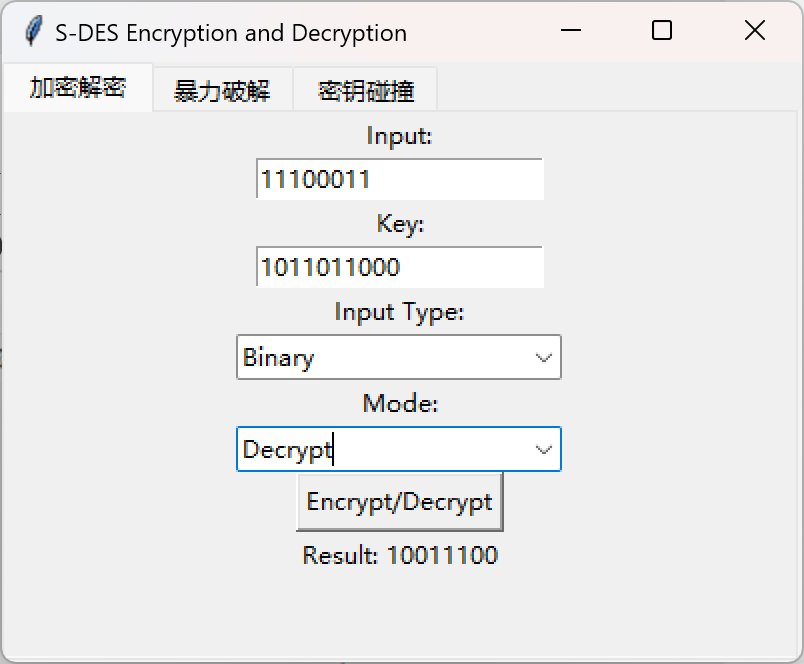 S-DES Encryption and Decryption
加密解密 暴力破解 密钥碰撞
Input:
11100011
Key:
1011011000
Input Type:
Binary
Mode:
Decrypt
Encrypt/Decrypt
Result: 10011100